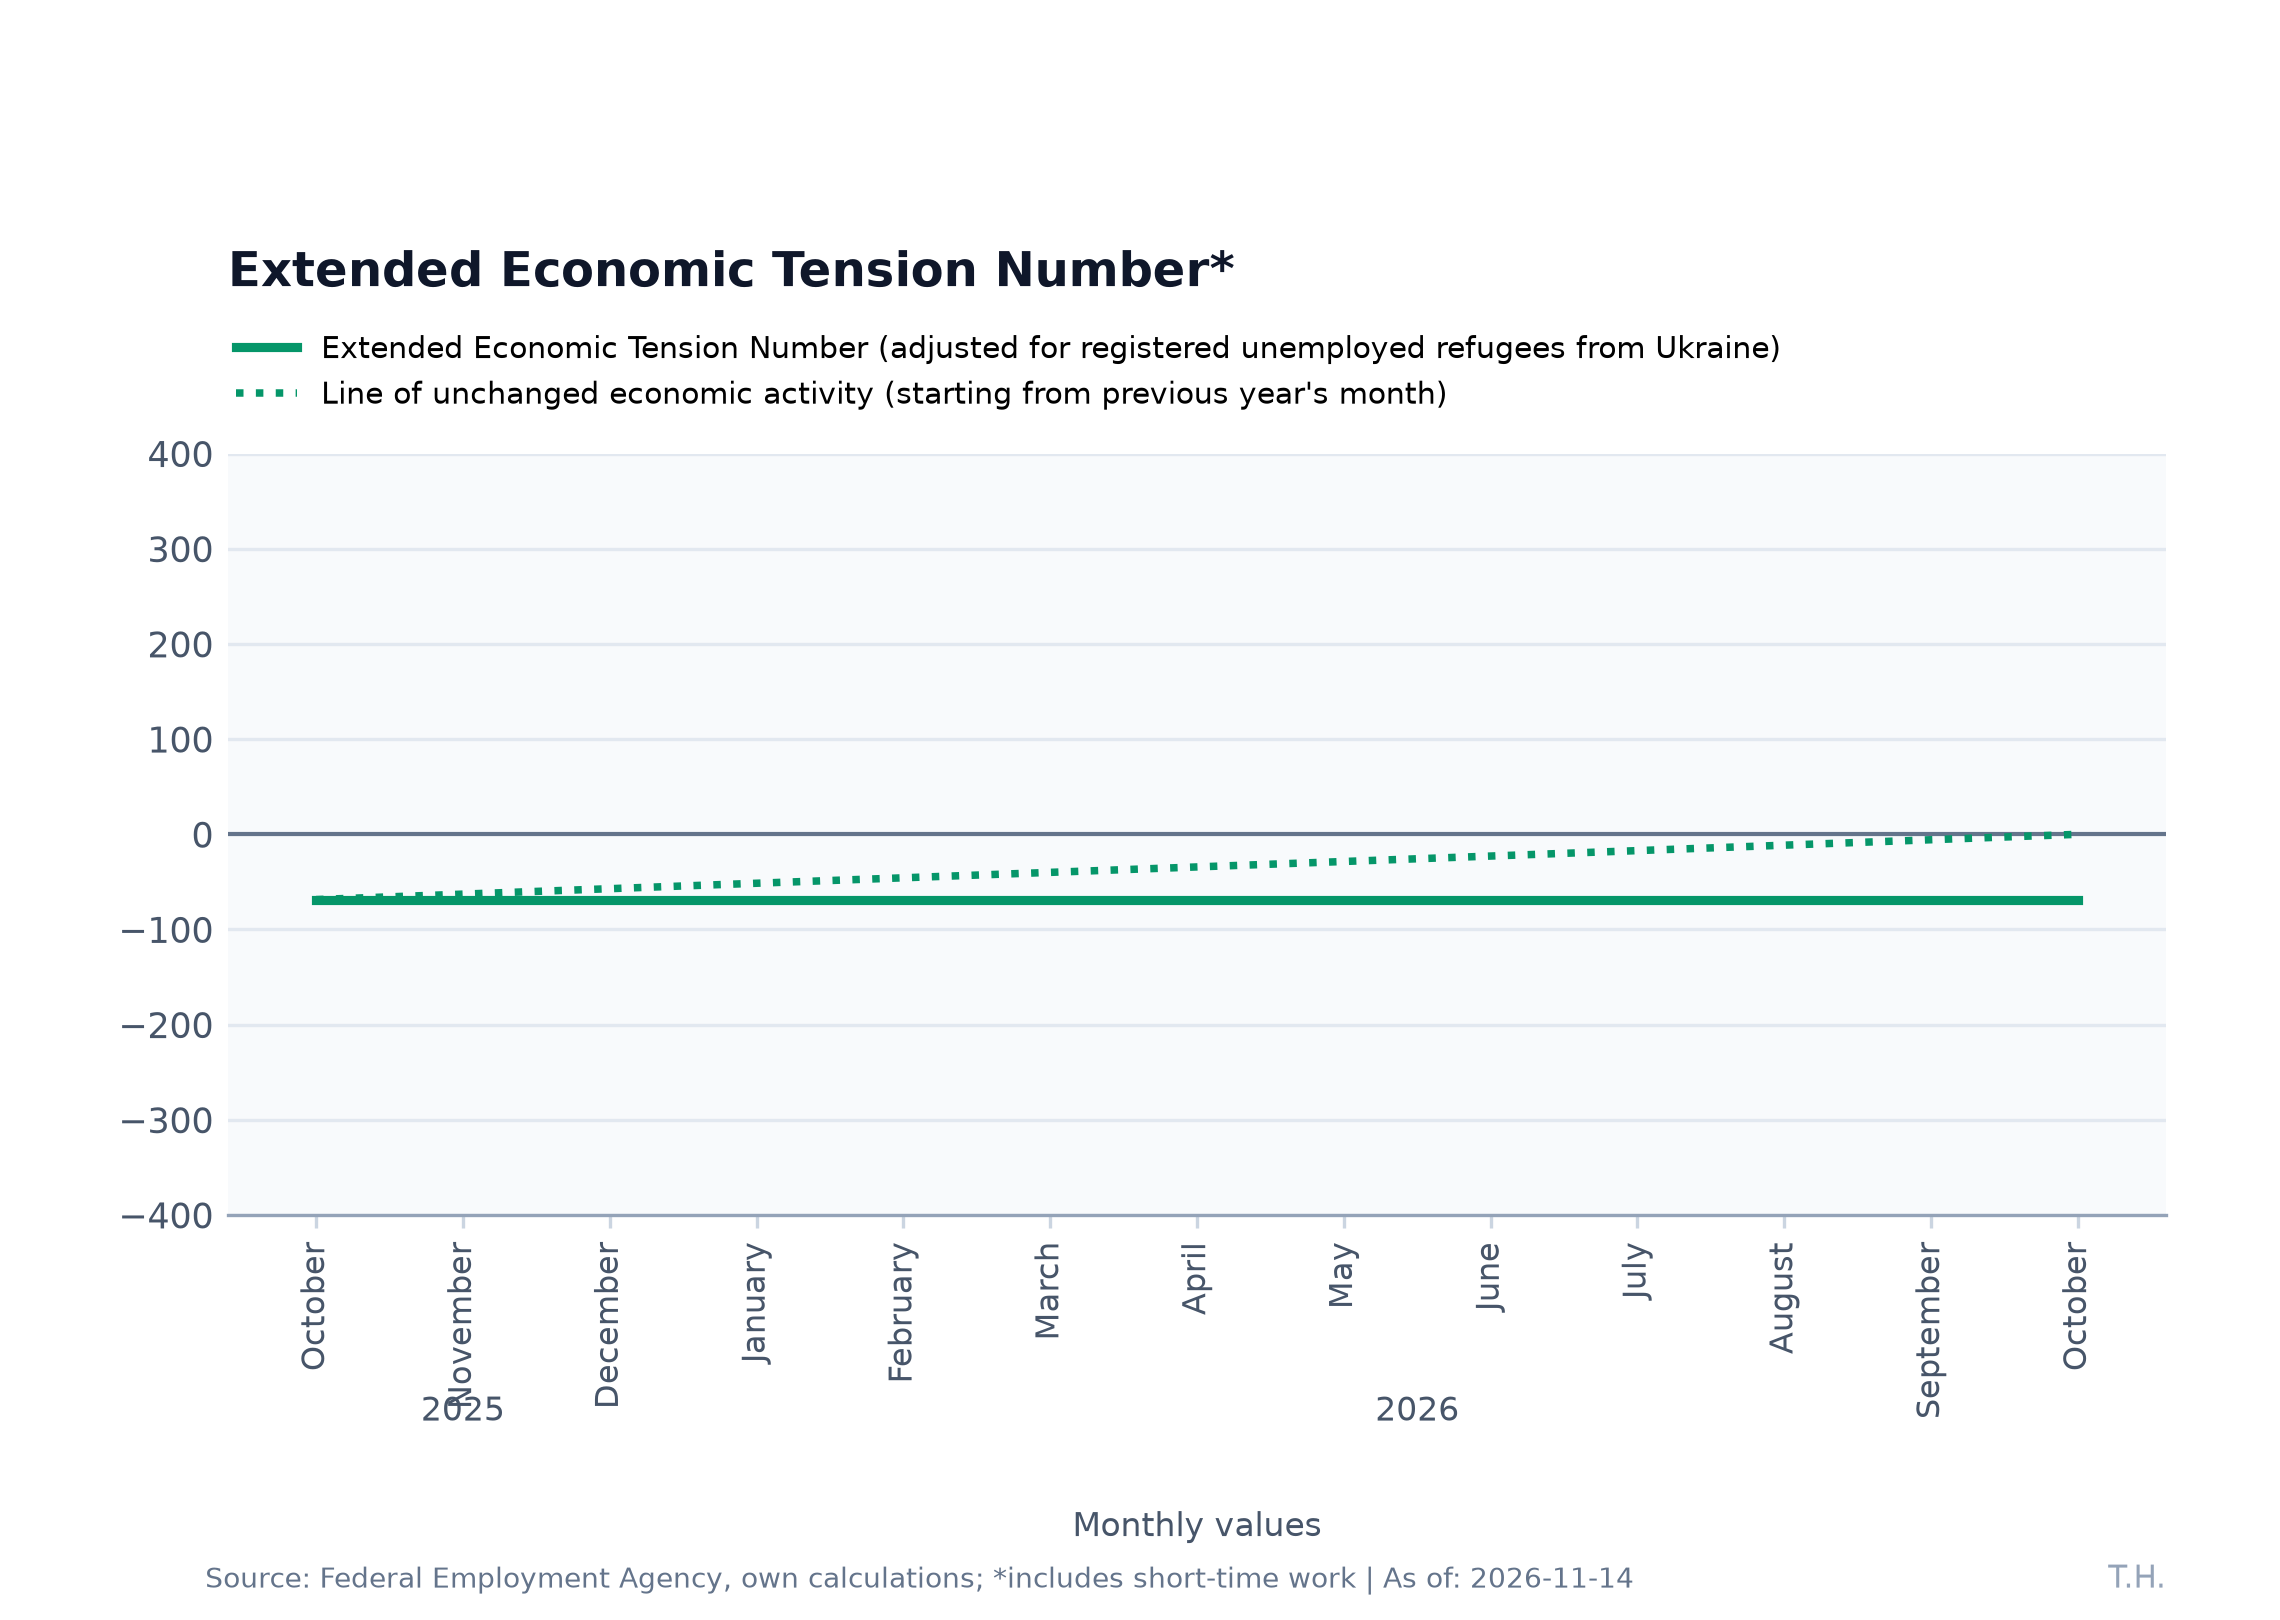 Extended Economic Tension Number*
Extended Economic Tension Number (adjusted for registered unemployed refugees from Ukraine)
Line of unchanged economic activity (starting from previous year's month)
400
300
200
100
0
−100
−200
−300
−400
October
November
December
January
February
March
April
May
June
July
August
September
October
2025
2026
Monthly values
Source: Federal Employment Agency, own calculations; *includes short-time work | As of: 2026-11-14
T.H.